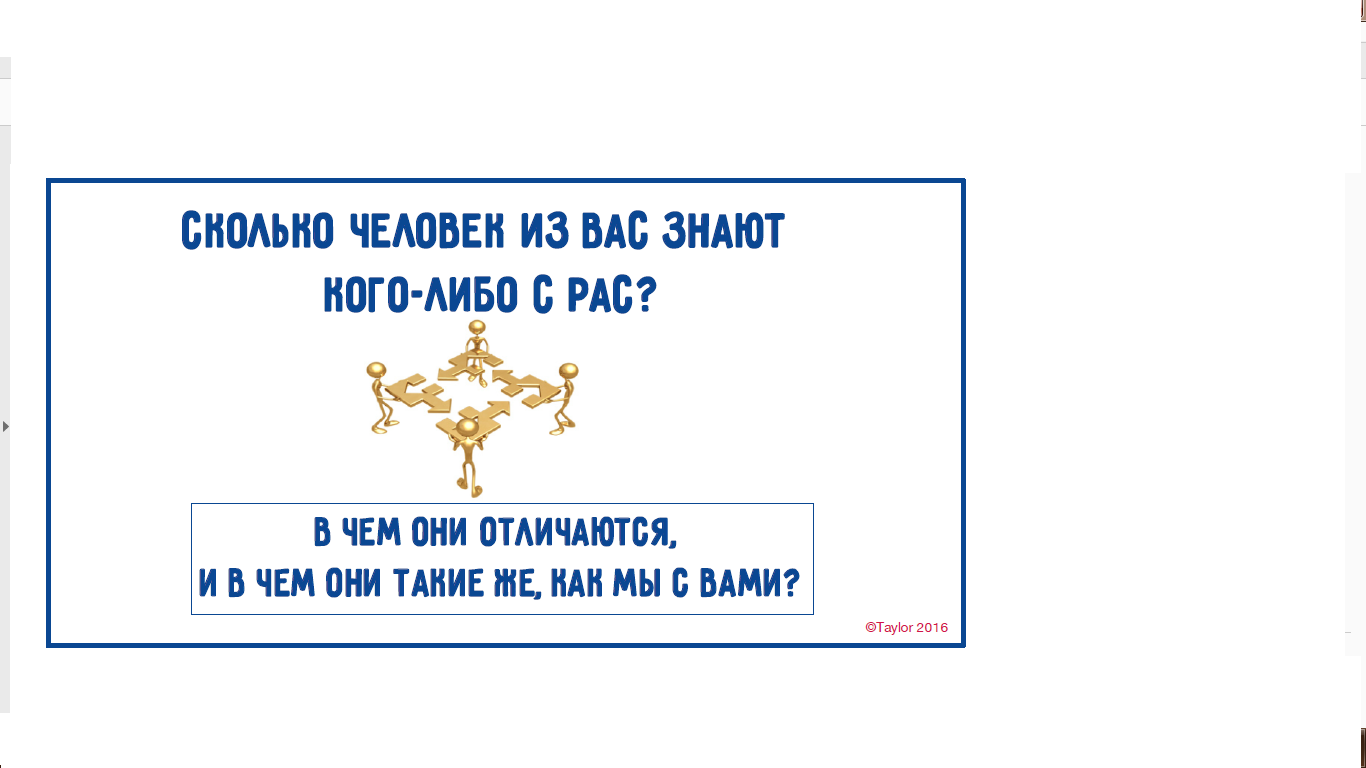 СКОЛЬКО ЧЕЛОВЕК ИЗ ВАС ЗНАЮТ
КОГО-ЛИБО С РАС?
В ЧЕМ ОНИ ОТЛИЧАЮТСЯ,
И В ЧЕМ ОНИ ТАКИЕ ЖЕ, КАК МЫ С ВАМИ?
©Taylor 2016